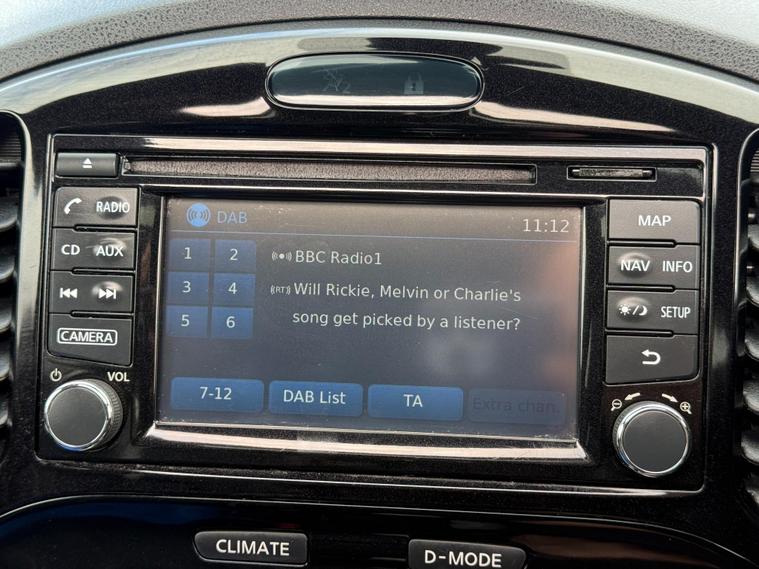 DAB
11:12
1 2
BBC Radio1
3 4
(RT) Will Rickie, Melvin or Charlie's
song get picked by a listener?
5 6
7-12 DAB List TA Extra chan.
RADIO
CD AUX
CAMERA
VOL
MAP
NAV INFO
SETUP
CLIMATE
D-MODE